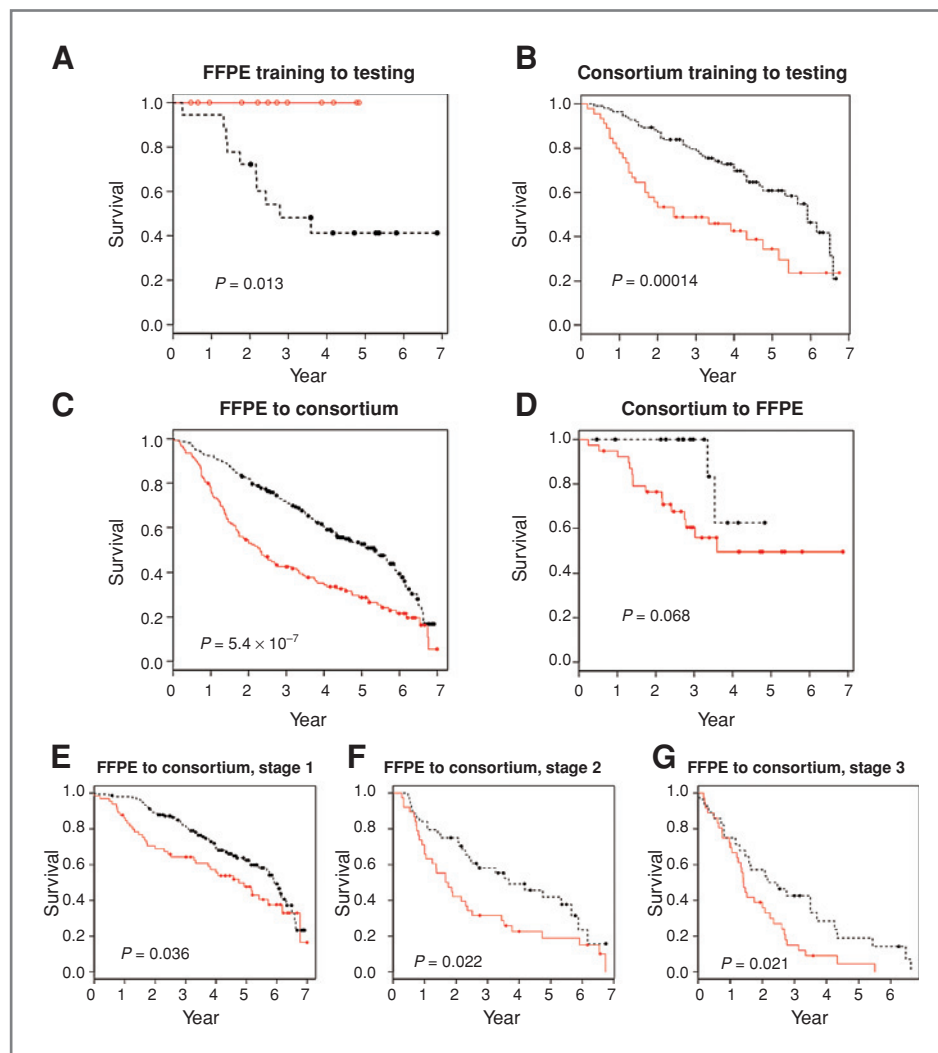 A
FFPE training to testing
Survival
1.0
0.8
0.6
0.4
0.2
0.0
P = 0.013
0 1 2 3 4 5 6 7
Year
B
Consortium training to testing
Survival
1.0
0.8
0.6
0.4
0.2
0.0
P = 0.00014
0 1 2 3 4 5 6 7
Year
C
FFPE to consortium
Survival
1.0
0.8
0.6
0.4
0.2
0.0
P = 5.4 × 10⁻⁷
0 1 2 3 4 5 6 7
Year
D
Consortium to FFPE
Survival
1.0
0.8
0.6
0.4
0.2
0.0
P = 0.068
0 1 2 3 4 5 6 7
Year
E
FFPE to consortium, stage 1
Survival
1.0
0.8
0.6
0.4
0.2
0.0
P = 0.036
0 1 2 3 4 5 6 7
Year
F
FFPE to consortium, stage 2
Survival
1.0
0.8
0.6
0.4
0.2
0.0
P = 0.022
0 1 2 3 4 5 6 7
Year
G
FFPE to consortium, stage 3
Survival
1.0
0.8
0.6
0.4
0.2
0.0
P = 0.021
0 1 2 3 4 5 6
Year